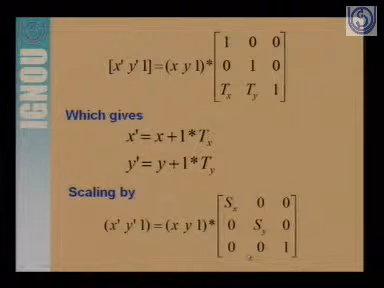 IGNOU
[x' y' 1] = (x y 1)* [1 0 0
0 1 0
Tx Ty 1]
Which gives
x' = x + 1*Tx
y' = y + 1*Ty
Scaling by
(x' y' 1) = (x y 1)* [Sx 0 0
0 Sy 0
0 0 1]